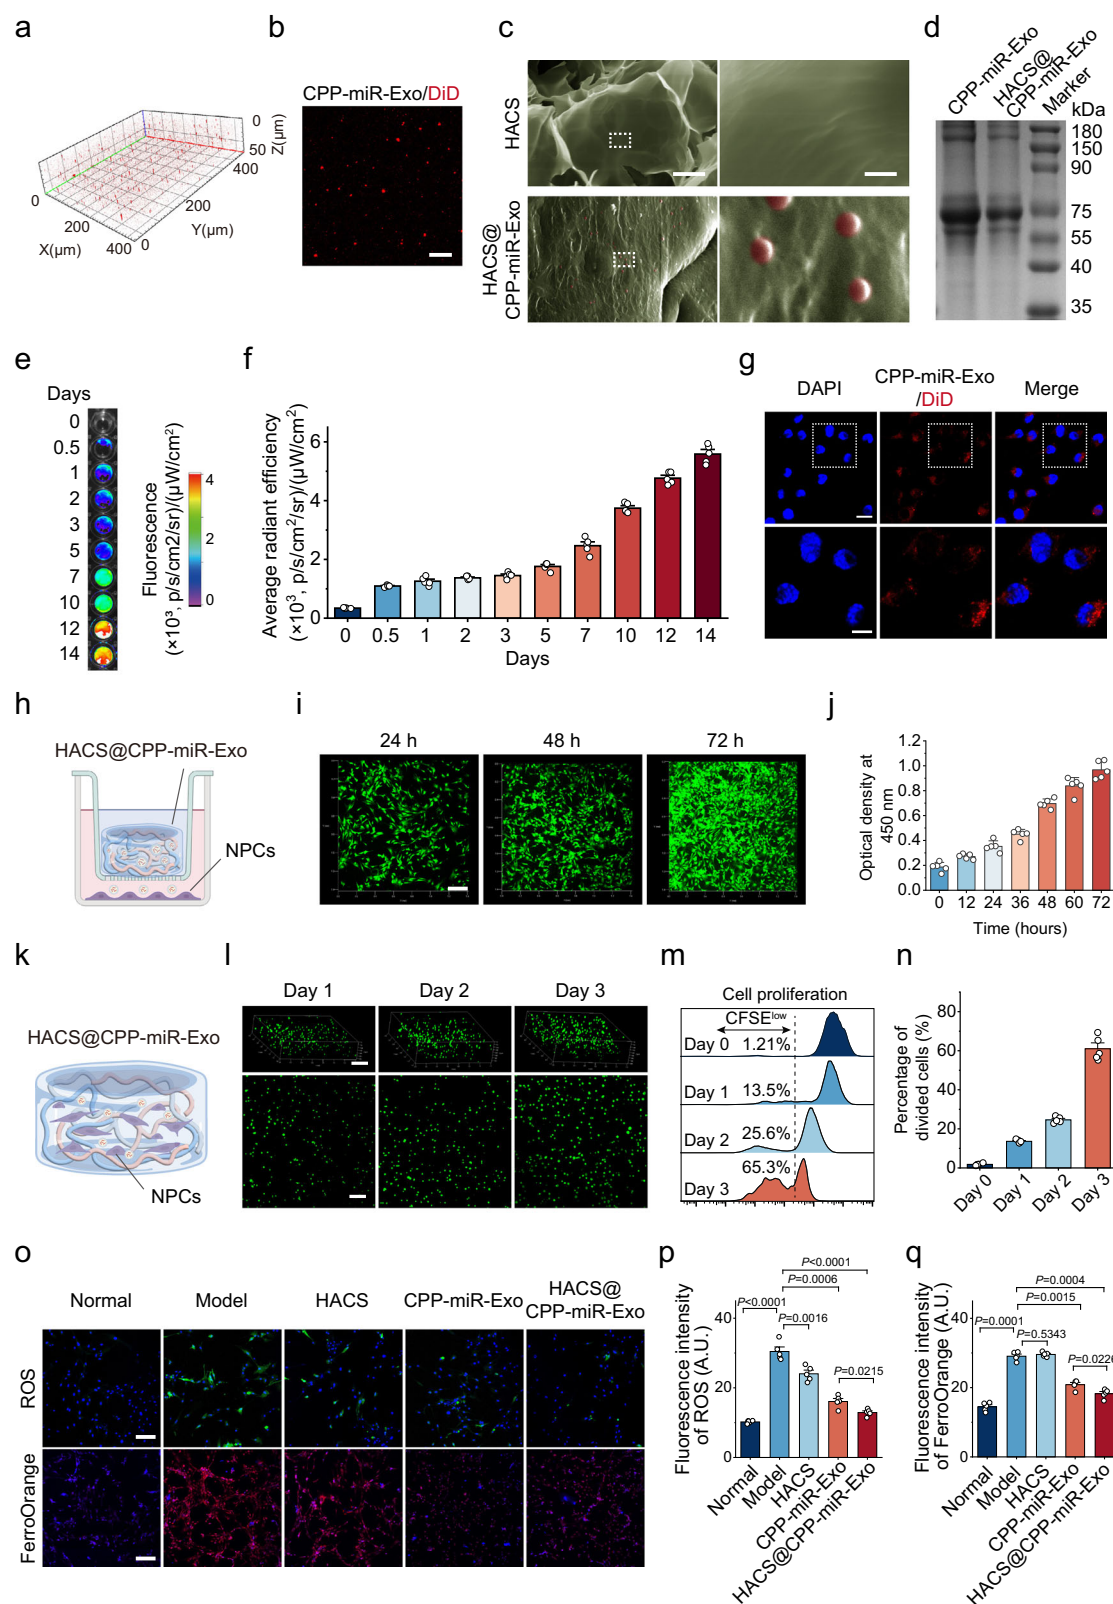 a
0
50
400
Z(µm)
0
200
400
X(µm)
0
200
Y(µm)
b
CPP-miR-Exo/DiD
c
HACS
HACS@
CPP-miR-Exo
d
CPP-miR-Exo
HACS@
CPP-miR-Exo
Marker
kDa
180
150
90
75
55
40
35
e
Days
0
0.5
1
2
3
5
7
10
12
14
Fluorescence
(×10³, p/s/cm2/sr)/(µW/cm²)
4
2
0
f
Average radiant efficiency
(×10³, p/s/cm²/sr)/(µW/cm²)
6
4
2
0
0 0.5 1 2 3 5 7 10 12 14
Days
g
DAPI
CPP-miR-Exo
/DiD
Merge
h
HACS@CPP-miR-Exo
NPCs
i
24 h 48 h 72 h
j
Optical density at
450 nm
1.2
1.0
0.8
0.6
0.4
0.2
0.0
0 12 24 36 48 60 72
Time (hours)
k
HACS@CPP-miR-Exo
NPCs
l
Day 1 Day 2 Day 3
m
Cell proliferation
CFSElow
Day 0 1.21%
Day 1 13.5%
Day 2 25.6%
Day 3 65.3%
n
Percentage of
divided cells (%)
80
60
40
20
0
Day 0 Day 1 Day 2 Day 3
o
Normal Model HACS CPP-miR-Exo HACS@
CPP-miR-Exo
ROS
FerroOrange
p
Fluorescence intensity
of ROS (A.U.)
40
20
0
P<0.0001
P=0.0006
P<0.0001
P=0.0016
P=0.0215
Normal
Model
HACS
CPP-miR-Exo
HACS@CPP-miR-Exo
q
Fluorescence intensity
of FerroOrange (A.U.)
40
20
0
P=0.0004
P=0.0015
P=0.0001
P=0.5343
P=0.0226
Normal
Model
HACS
CPP-miR-Exo
HACS@CPP-miR-Exo